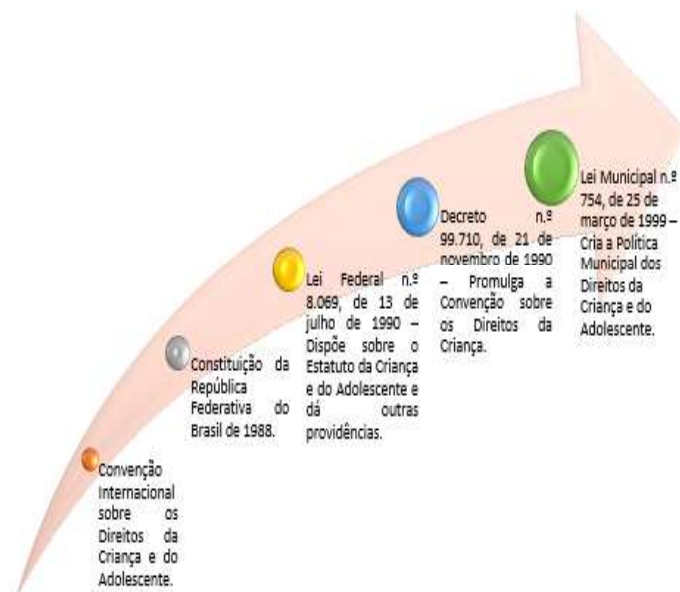 Convenção
Internacional
sobre os
Direitos da
Criança e do
Adolescente.
Constituição da
República
Federativa do
Brasil de 1988.
Lei Federal n.º
8.069, de 13 de
julho de 1990 –
Dispõe sobre o
Estatuto da Criança
e do Adolescente e
dá outras
providências.
Decreto n.º
99.710, de 21 de
novembro de 1990
– Promulga a
Convenção sobre
os Direitos da
Criança.
Lei Municipal n.º
754, de 25 de
março de 1999 –
Cria a Política
Municipal dos
Direitos da
Criança e do
Adolescente.